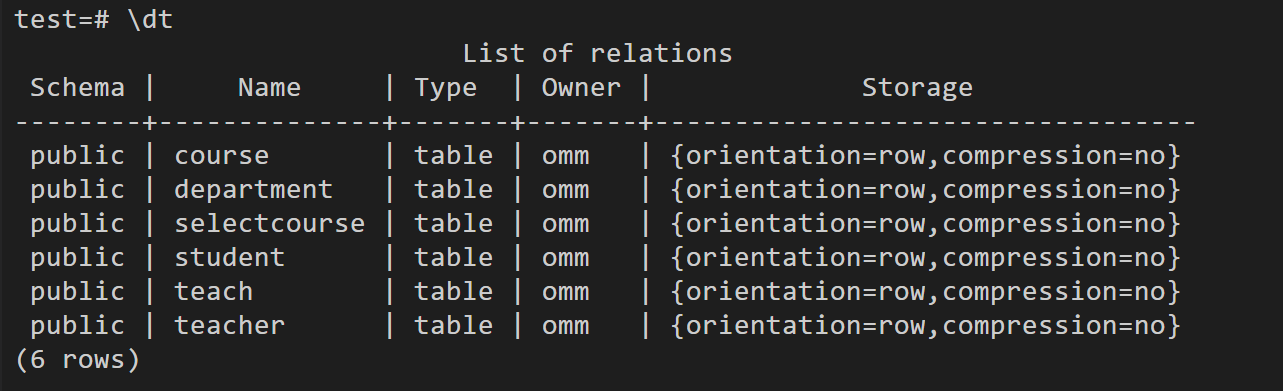 test=# \dt
                            List of relations
 Schema |     Name     | Type  | Owner |             Storage
--------+--------------+-------+-------+----------------------------------
 public | course       | table | omm   | {orientation=row,compression=no}
 public | department   | table | omm   | {orientation=row,compression=no}
 public | selectcourse | table | omm   | {orientation=row,compression=no}
 public | student      | table | omm   | {orientation=row,compression=no}
 public | teach        | table | omm   | {orientation=row,compression=no}
 public | teacher      | table | omm   | {orientation=row,compression=no}
(6 rows)